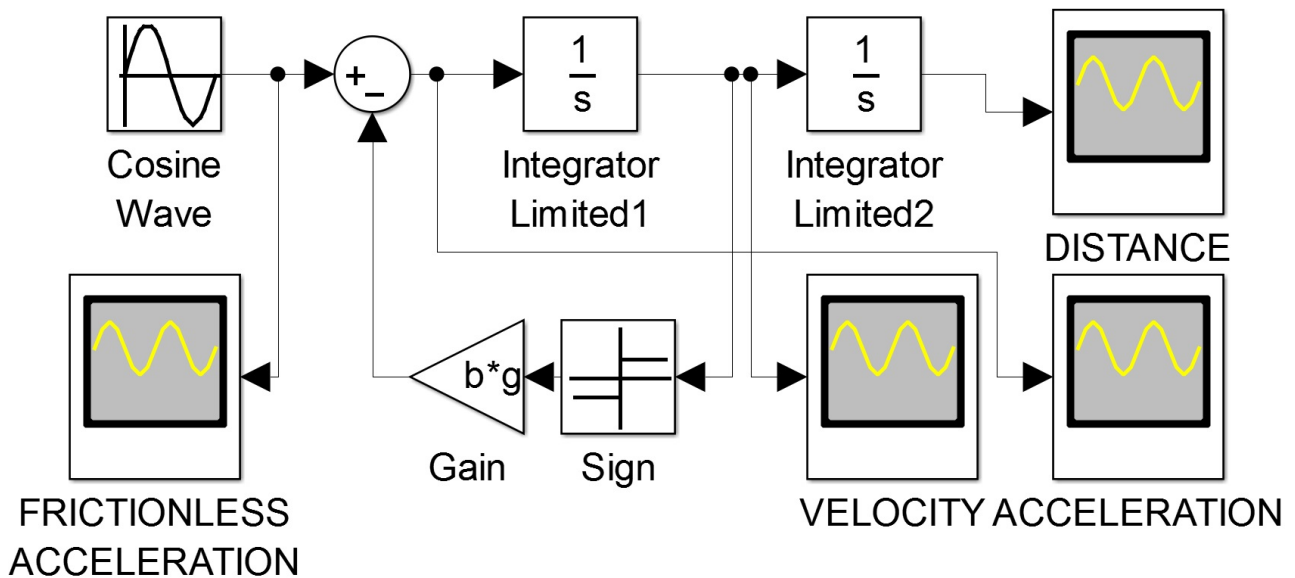 +
−
1
s
1
s
Cosine
Wave
Integrator
Limited1
Integrator
Limited2
DISTANCE
b*g
Gain
Sign
FRICTIONLESS
ACCELERATION
VELOCITY
ACCELERATION